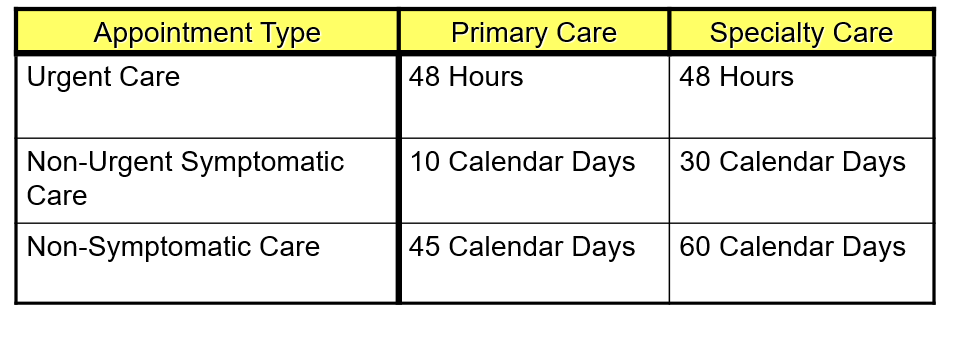 Appointment Type Primary Care Specialty Care
Urgent Care 48 Hours 48 Hours
Non-Urgent Symptomatic 10 Calendar Days 30 Calendar Days
Care
Non-Symptomatic Care 45 Calendar Days 60 Calendar Days